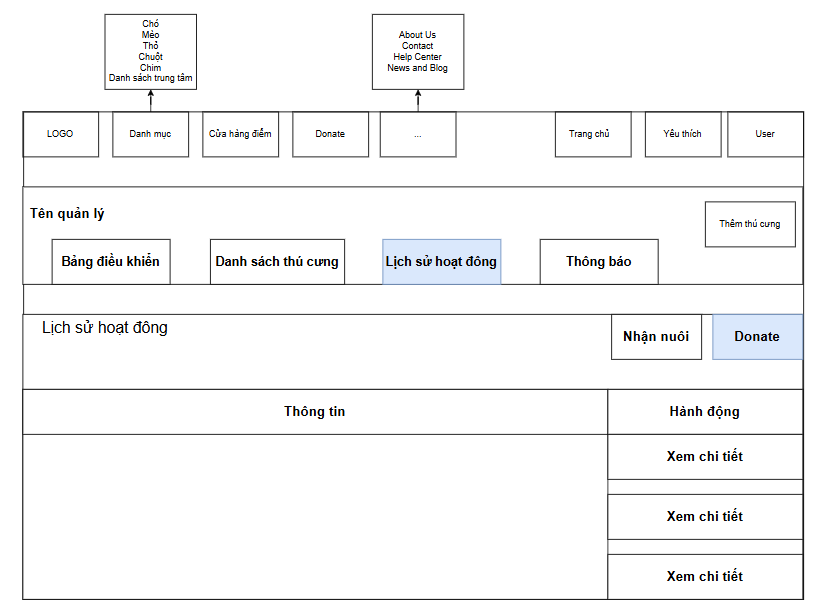 Chó
Mèo
Thỏ
Chuột
Chim
Danh sách trung tâm
About Us
Contact
Help Center
News and Blog
LOGO
Danh mục
Cửa hàng điểm
Donate
...
Trang chủ
Yêu thích
User
Tên quản lý
Thêm thú cưng
Bảng điều khiển
Danh sách thú cưng
Lịch sử hoạt đông
Thông báo
Lịch sử hoạt đông
Nhận nuôi
Donate
Thông tin
Hành động
Xem chi tiết
Xem chi tiết
Xem chi tiết